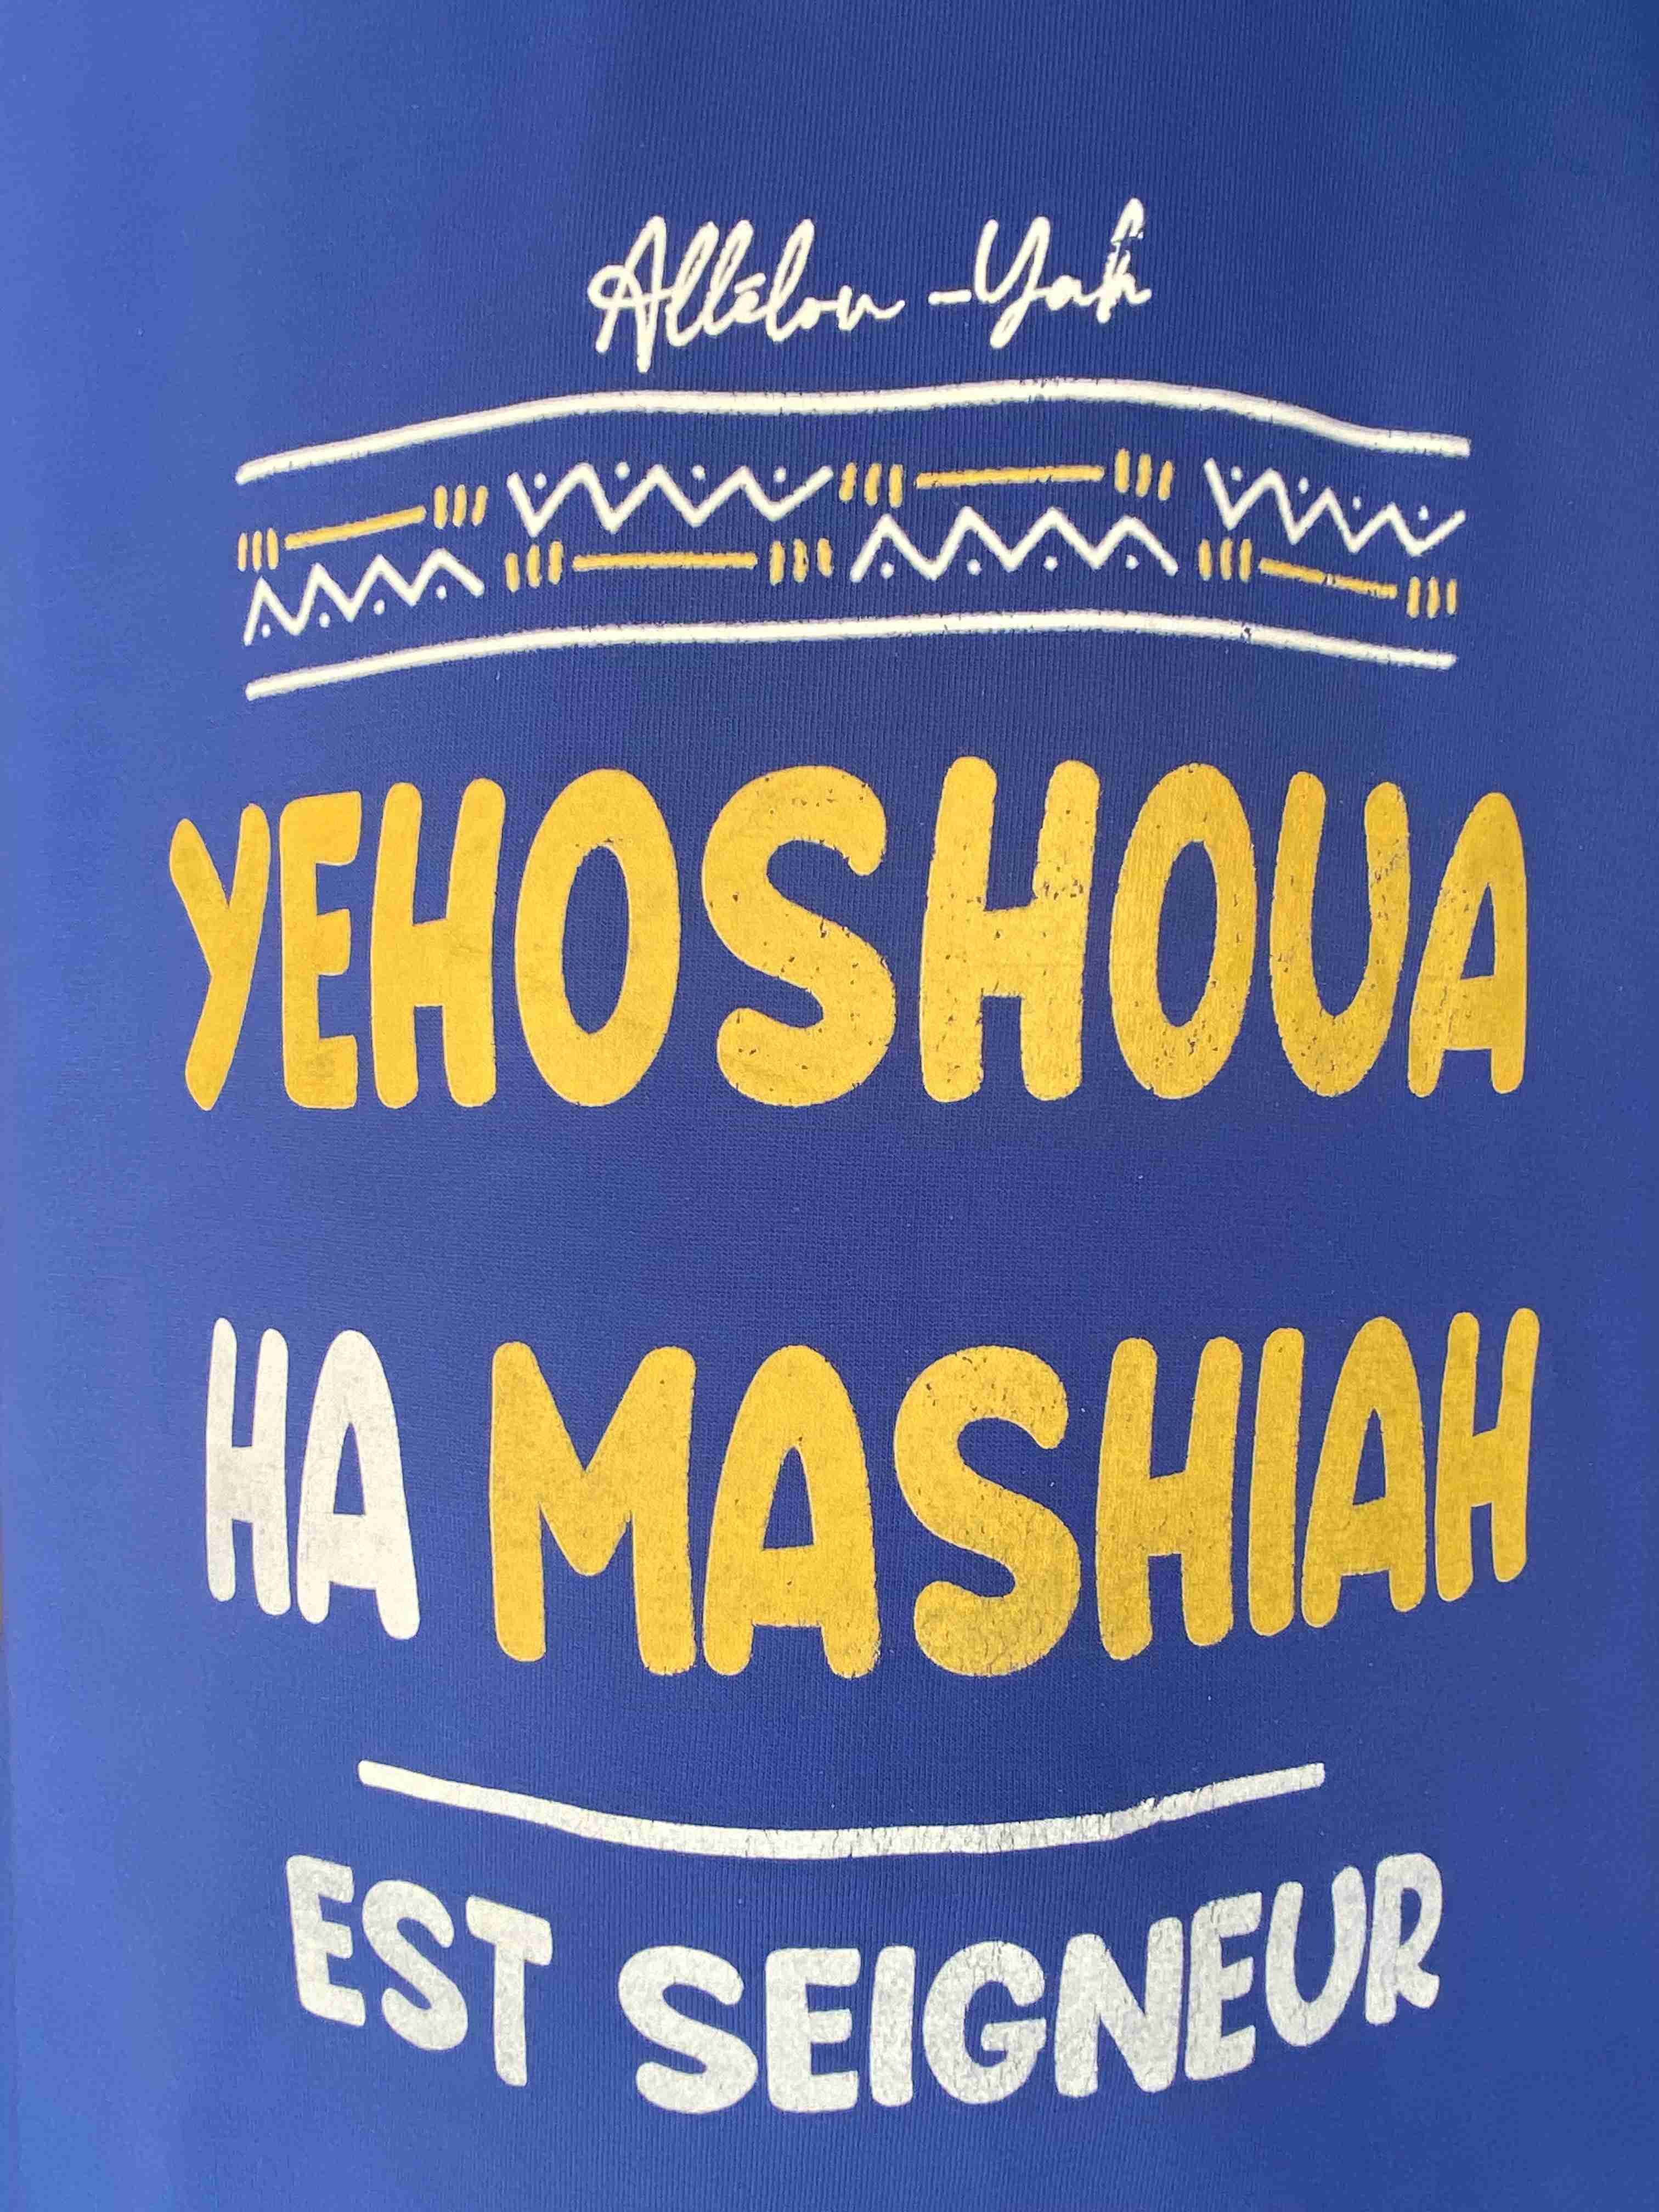 Allélou -Yah
YEHOSHOUA
HA MASHIAH
EST SEIGNEUR